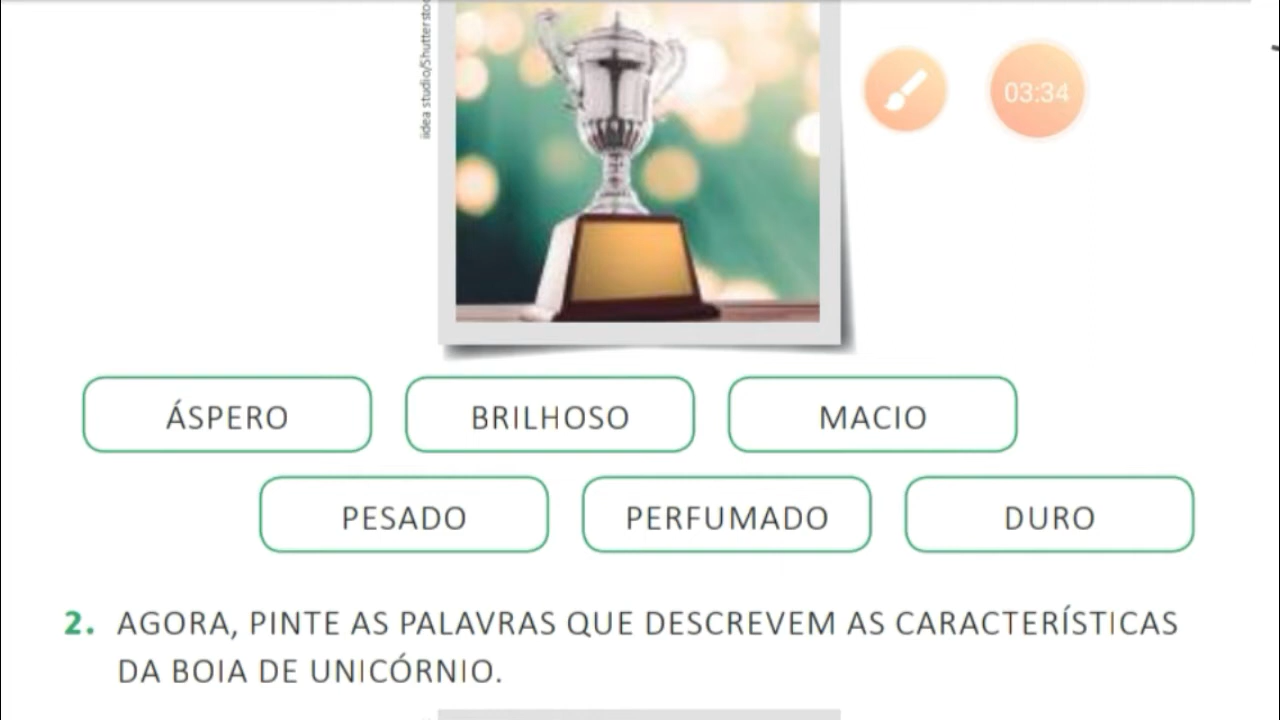 iidea studio/Shuttersto
03:34
ÁSPERO
BRILHOSO
MACIO
PESADO
PERFUMADO
DURO
2. AGORA, PINTE AS PALAVRAS QUE DESCREVEM AS CARACTERÍSTICAS
DA BOIA DE UNICÓRNIO.